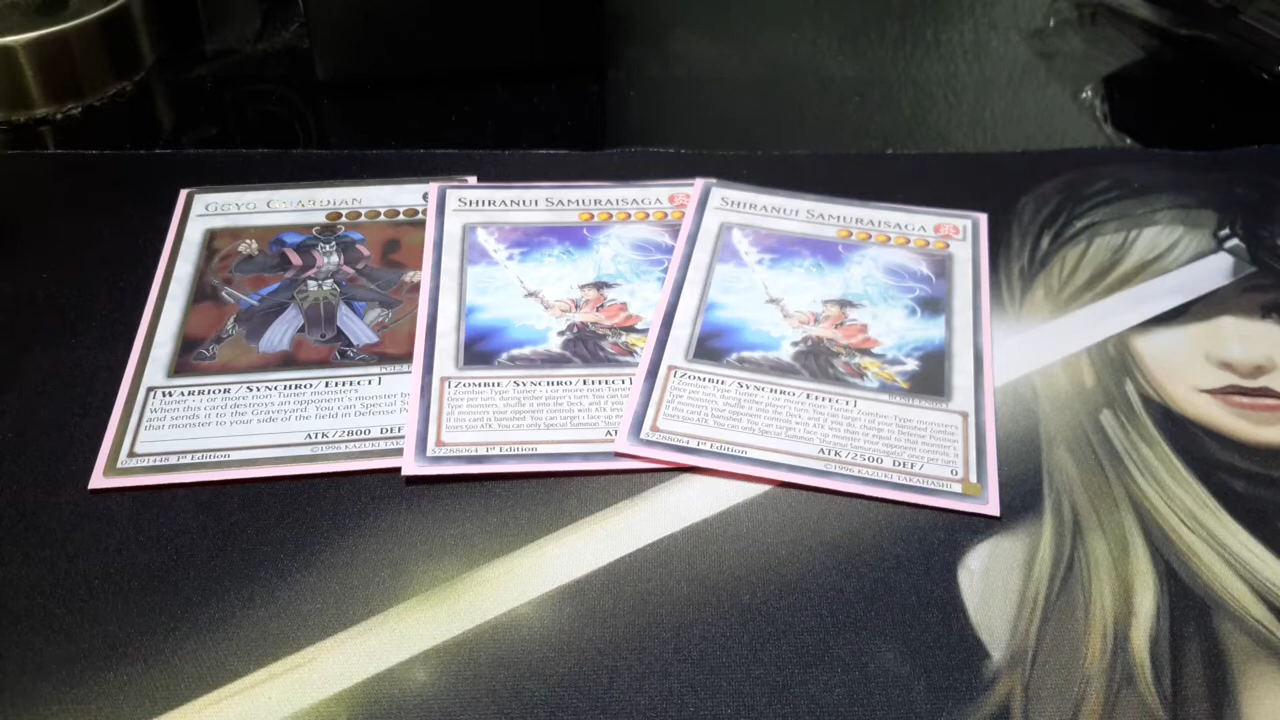 GOYO GUARDIAN
PGL2-
[WARRIOR/SYNCHRO/EFFECT]
1 Tuner + 1 or more non-Tuner monsters
When this card destroys an opponent's monster by
and sends it to the Graveyard: You can Special Su
that monster to your side of the field in Defense Po
ATK/2800 DEF
07391448 1st Edition
©1996 KAZUKI TAKA
SHIRANUI SAMURAISAGA
[ZOMBIE/SYNCHRO/EFFECT]
1 Zombie-Type Tuner + 1 or more non-Tuner
Once per turn, during either player's turn: You can ta
Type monsters, shuffle it into the Deck, and if you
all monsters your opponent controls with ATK less
If this card is banished: You can target 1 face-up m
loses 500 ATK. You can only Special Summon "Shira
AT
57288064 1st Edition
SHIRANUI SAMURAISAGA
炎
BOSH-EN053
[ZOMBIE/SYNCHRO/EFFECT]
1 Zombie-Type Tuner + 1 or more non-Tuner Zombie-Type monsters
Once per turn, during either player's turn: You can target 1 of your banished Zombie-
Type monsters, shuffle it into the Deck, and if you do, change to Defense Position
all monsters your opponent controls with ATK less than or equal to that monster's.
If this card is banished: You can target 1 face-up monster your opponent controls; it
loses 500 ATK. You can only Special Summon "Shiranui Samuraisaga(s)" once per turn.
ATK/2500 DEF/ 0
57288064 1st Edition
©1996 KAZUKI TAKAHASHI